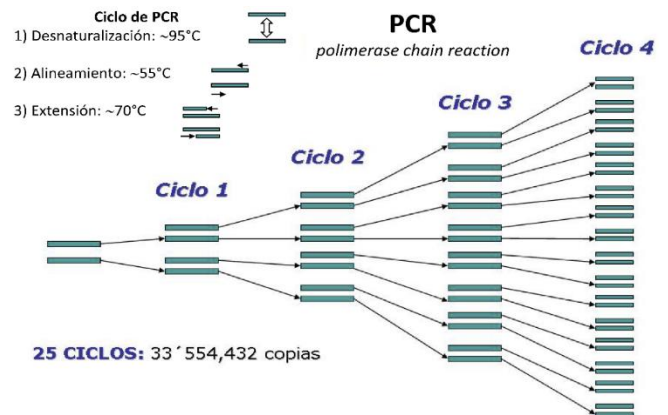 Ciclo de PCR
1) Desnaturalización: ~95°C
2) Alineamiento: ~55°C
3) Extensión: ~70°C
PCR
polimerase chain reaction
Ciclo 1
Ciclo 2
Ciclo 3
Ciclo 4
25 CICLOS: 33´554,432 copias